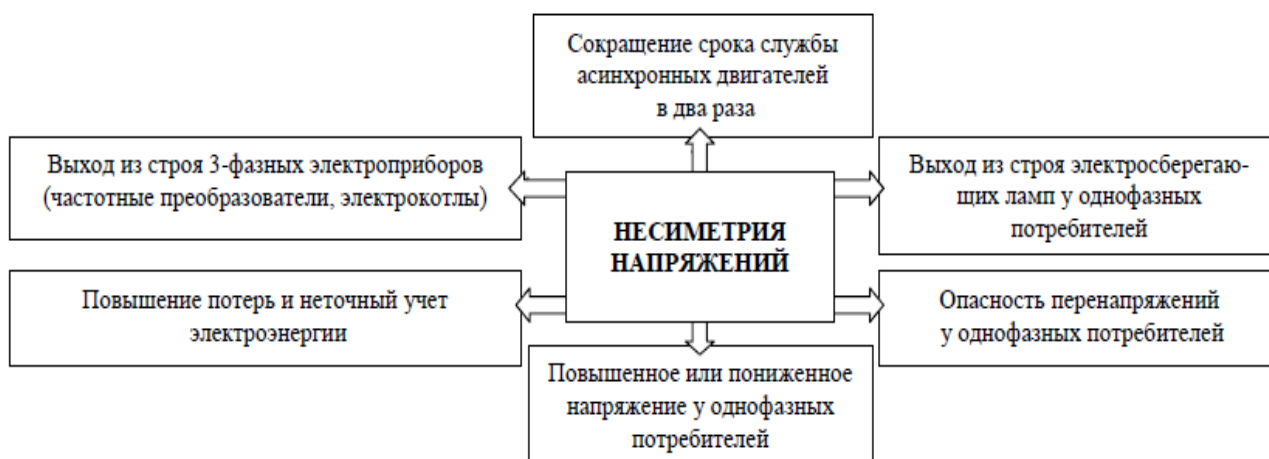 Сокращение срока службы
асинхронных двигателей
в два раза
Выход из строя 3-фазных электроприборов
(частотные преобразователи, электрокотлы)
НЕСИМЕТРИЯ
НАПРЯЖЕНИЙ
Выход из строя электросберегаю-
щих ламп у однофазных
потребителей
Повышение потерь и неточный учет
электроэнергии
Опасность перенапряжений
у однофазных потребителей
Повышенное или пониженное
напряжение у однофазных
потребителей